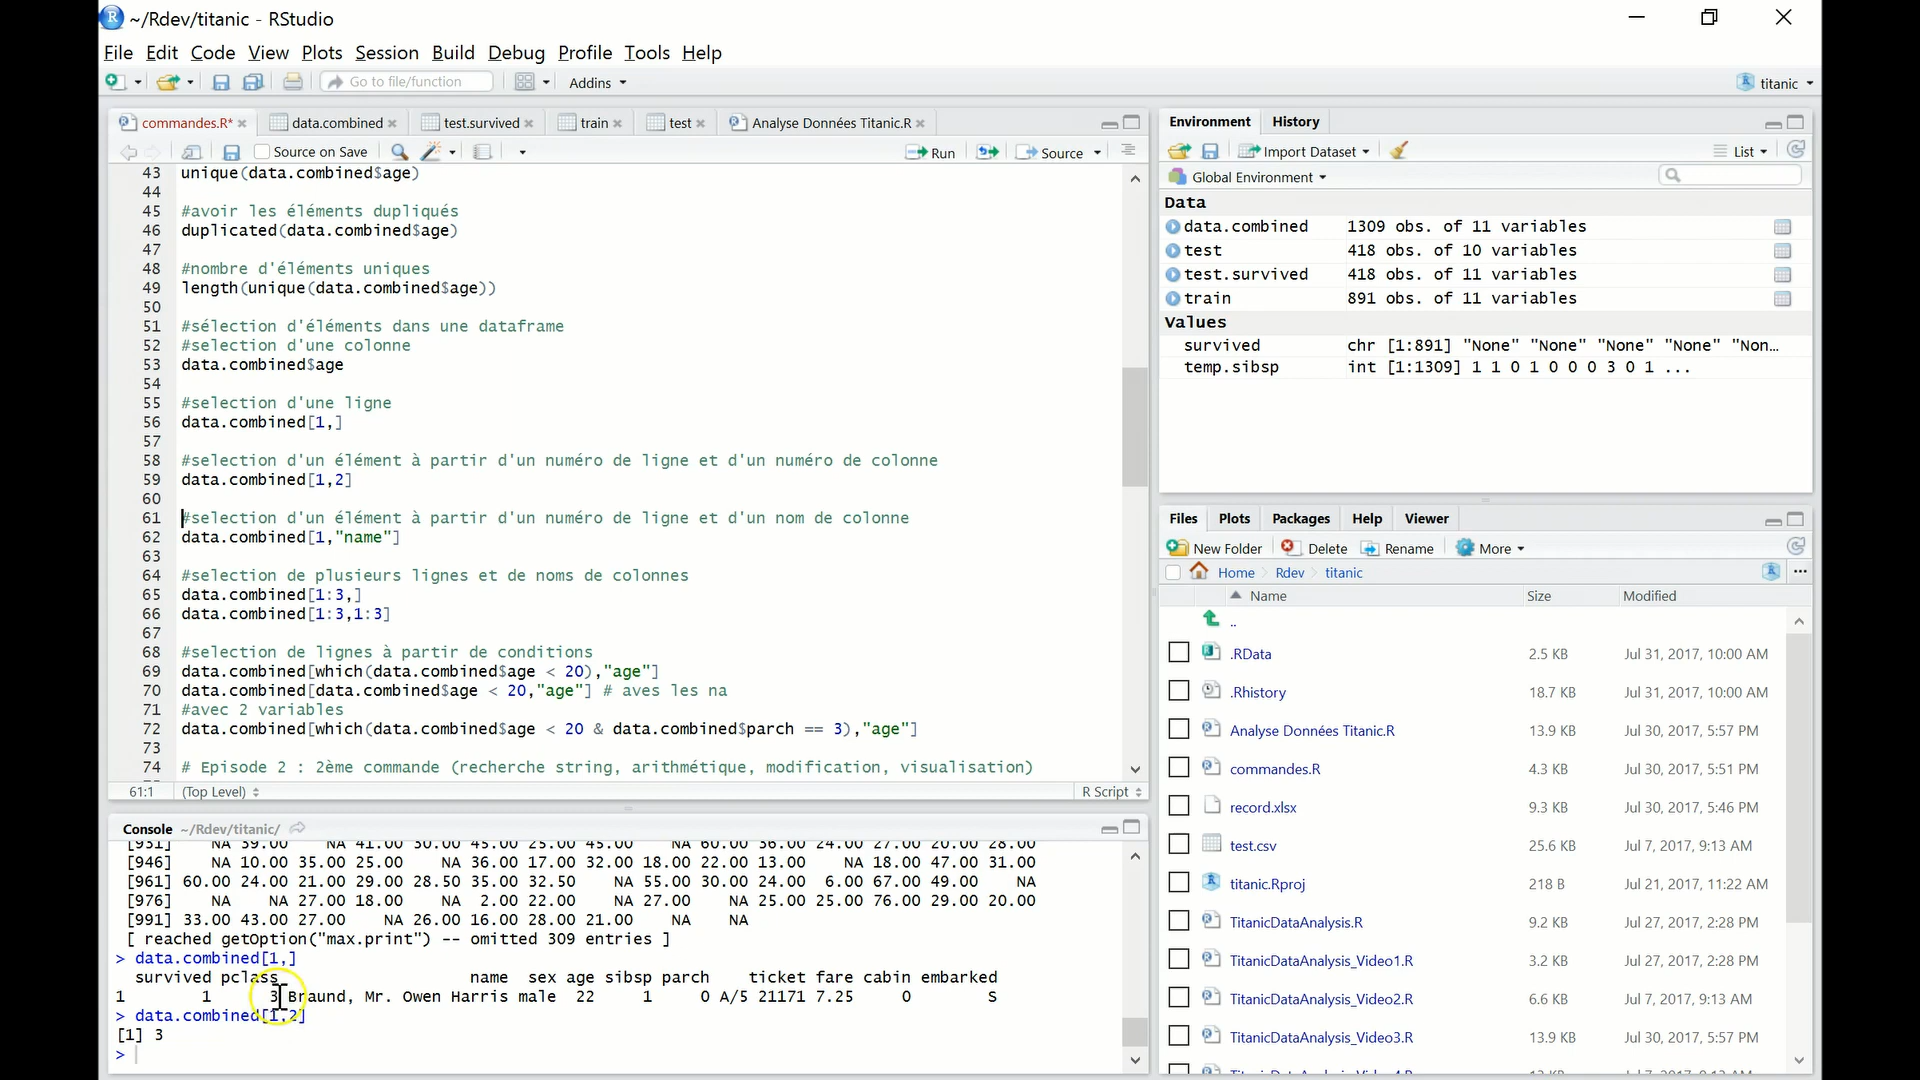 ~/Rdev/titanic - RStudio
File Edit Code View Plots Session Build Debug Profile Tools Help
Go to file/function Addins titanic
commandes.R* data.combined test.survived train test Analyse Données Titanic.R
Source on Save Run Source
43 unique(data.combined$age)
44
45 #avoir les éléments dupliqués
46 duplicated(data.combined$age)
47
48 #nombre d'éléments uniques
49 length(unique(data.combined$age))
50
51 #sélection d'éléments dans une dataframe
52 #selection d'une colonne
53 data.combined$age
54
55 #selection d'une ligne
56 data.combined[1,]
57
58 #selection d'un élément à partir d'un numéro de ligne et d'un numéro de colonne
59 data.combined[1,2]
60
61 #selection d'un élément à partir d'un numéro de ligne et d'un nom de colonne
62 data.combined[1,"name"]
63
64 #selection de plusieurs lignes et de noms de colonnes
65 data.combined[1:3,]
66 data.combined[1:3,1:3]
67
68 #selection de lignes à partir de conditions
69 data.combined[which(data.combined$age < 20),"age"]
70 data.combined[data.combined$age < 20,"age"] # aves les na
71 #avec 2 variables
72 data.combined[which(data.combined$age < 20 & data.combined$parch == 3),"age"]
73
74 # Episode 2 : 2ème commande (recherche string, arithmétique, modification, visualisation)
61:1 (Top Level) R Script
Console ~/Rdev/titanic/
[931] NA 39.00 NA 41.00 30.00 45.00 25.00 45.00 NA 60.00 36.00 24.00 27.00 20.00 28.00
[946] NA 10.00 35.00 25.00 NA 36.00 17.00 32.00 18.00 22.00 13.00 NA 18.00 47.00 31.00
[961] 60.00 24.00 21.00 29.00 28.50 35.00 32.50 NA 55.00 30.00 24.00 6.00 67.00 49.00 NA
[976] NA NA 27.00 18.00 NA 2.00 22.00 NA 27.00 NA 25.00 25.00 76.00 29.00 20.00
[991] 33.00 43.00 27.00 NA 26.00 16.00 28.00 21.00 NA NA
[ reached getOption("max.print") -- omitted 309 entries ]
> data.combined[1,]
survived pclass name sex age sibsp parch ticket fare cabin embarked
1 1 3 Braund, Mr. Owen Harris male 22 1 0 A/5 21171 7.25 0 S
> data.combined[1,2]
[1] 3
>
Environment History
Import Dataset List
Global Environment
Data
data.combined 1309 obs. of 11 variables
test 418 obs. of 10 variables
test.survived 418 obs. of 11 variables
train 891 obs. of 11 variables
Values
survived chr [1:891] "None" "None" "None" "None" "Non...
temp.sibsp int [1:1309] 1 1 0 1 0 0 0 3 0 1 ...
Files Plots Packages Help Viewer
New Folder Delete Rename More
Home Rdev titanic ...
Name Size Modified
..
.RData 2.5 KB Jul 31, 2017, 10:00 AM
.Rhistory 18.7 KB Jul 31, 2017, 10:00 AM
Analyse Données Titanic.R 13.9 KB Jul 30, 2017, 5:57 PM
commandes.R 4.3 KB Jul 30, 2017, 5:51 PM
record.xlsx 9.3 KB Jul 30, 2017, 5:46 PM
test.csv 25.6 KB Jul 7, 2017, 9:13 AM
titanic.Rproj 218 B Jul 21, 2017, 11:22 AM
TitanicDataAnalysis.R 9.2 KB Jul 27, 2017, 2:28 PM
TitanicDataAnalysis_Video1.R 3.2 KB Jul 27, 2017, 2:28 PM
TitanicDataAnalysis_Video2.R 6.6 KB Jul 7, 2017, 9:13 AM
TitanicDataAnalysis_Video3.R 13.9 KB Jul 30, 2017, 5:57 PM